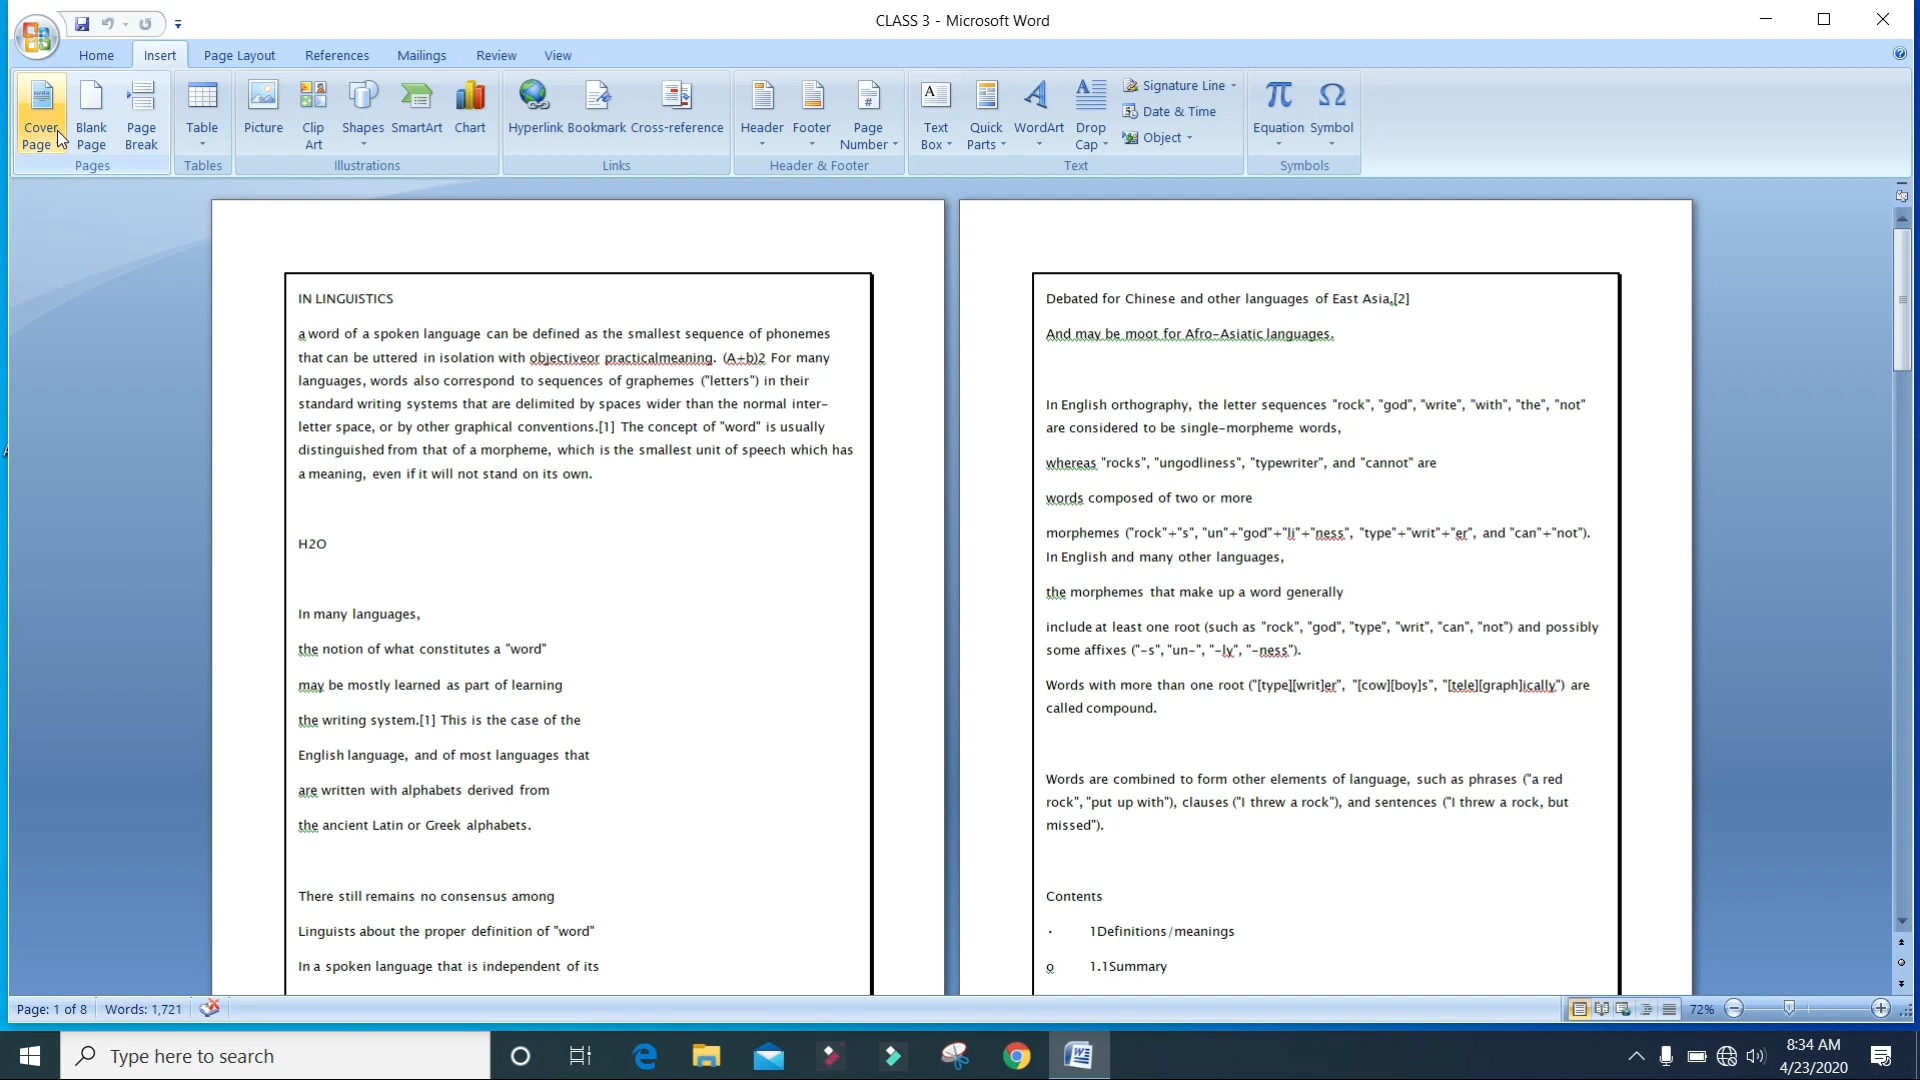 CLASS 3 - Microsoft Word
Home Insert Page Layout References Mailings Review View
Cover Page
Blank Page
Page Break
Table
Picture
Clip Art
Shapes
SmartArt
Chart
Hyperlink
Bookmark
Cross-reference
Header
Footer
Page Number
Text Box
Quick Parts
WordArt
Drop Cap
Signature Line
Date & Time
Object
Equation
Symbol
Pages Tables Illustrations Links Header & Footer Text Symbols
IN LINGUISTICS
a word of a spoken language can be defined as the smallest sequence of phonemes
that can be uttered in isolation with objectiveor practicalmeaning. (A+b)2 For many
languages, words also correspond to sequences of graphemes ("letters") in their
standard writing systems that are delimited by spaces wider than the normal inter-
letter space, or by other graphical conventions.[1] The concept of "word" is usually
distinguished from that of a morpheme, which is the smallest unit of speech which has
a meaning, even if it will not stand on its own.
H2O
In many languages,
the notion of what constitutes a "word"
may be mostly learned as part of learning
the writing system.[1] This is the case of the
English language, and of most languages that
are written with alphabets derived from
the ancient Latin or Greek alphabets.
There still remains no consensus among
Linguists about the proper definition of "word"
In a spoken language that is independent of its
Debated for Chinese and other languages of East Asia,[2]
And may be moot for Afro-Asiatic languages.
In English orthography, the letter sequences "rock", "god", "write", "with", "the", "not"
are considered to be single-morpheme words,
whereas "rocks", "ungodliness", "typewriter", and "cannot" are
words composed of two or more
morphemes ("rock"+"s", "un"+"god"+"li"+"ness", "type"+"writ"+"er", and "can"+"not").
In English and many other languages,
the morphemes that make up a word generally
include at least one root (such as "rock", "god", "type", "writ", "can", "not") and possibly
some affixes ("-s", "un-", "-ly", "-ness").
Words with more than one root ("[type][writ]er", "[cow][boy]s", "[tele][graph]ically") are
called compound.
Words are combined to form other elements of language, such as phrases ("a red
rock", "put up with"), clauses ("I threw a rock"), and sentences ("I threw a rock, but
missed").
Contents
· 1Definitions/meanings
o 1.1Summary
Page: 1 of 8 Words: 1,721 72%
Type here to search
8:34 AM
4/23/2020